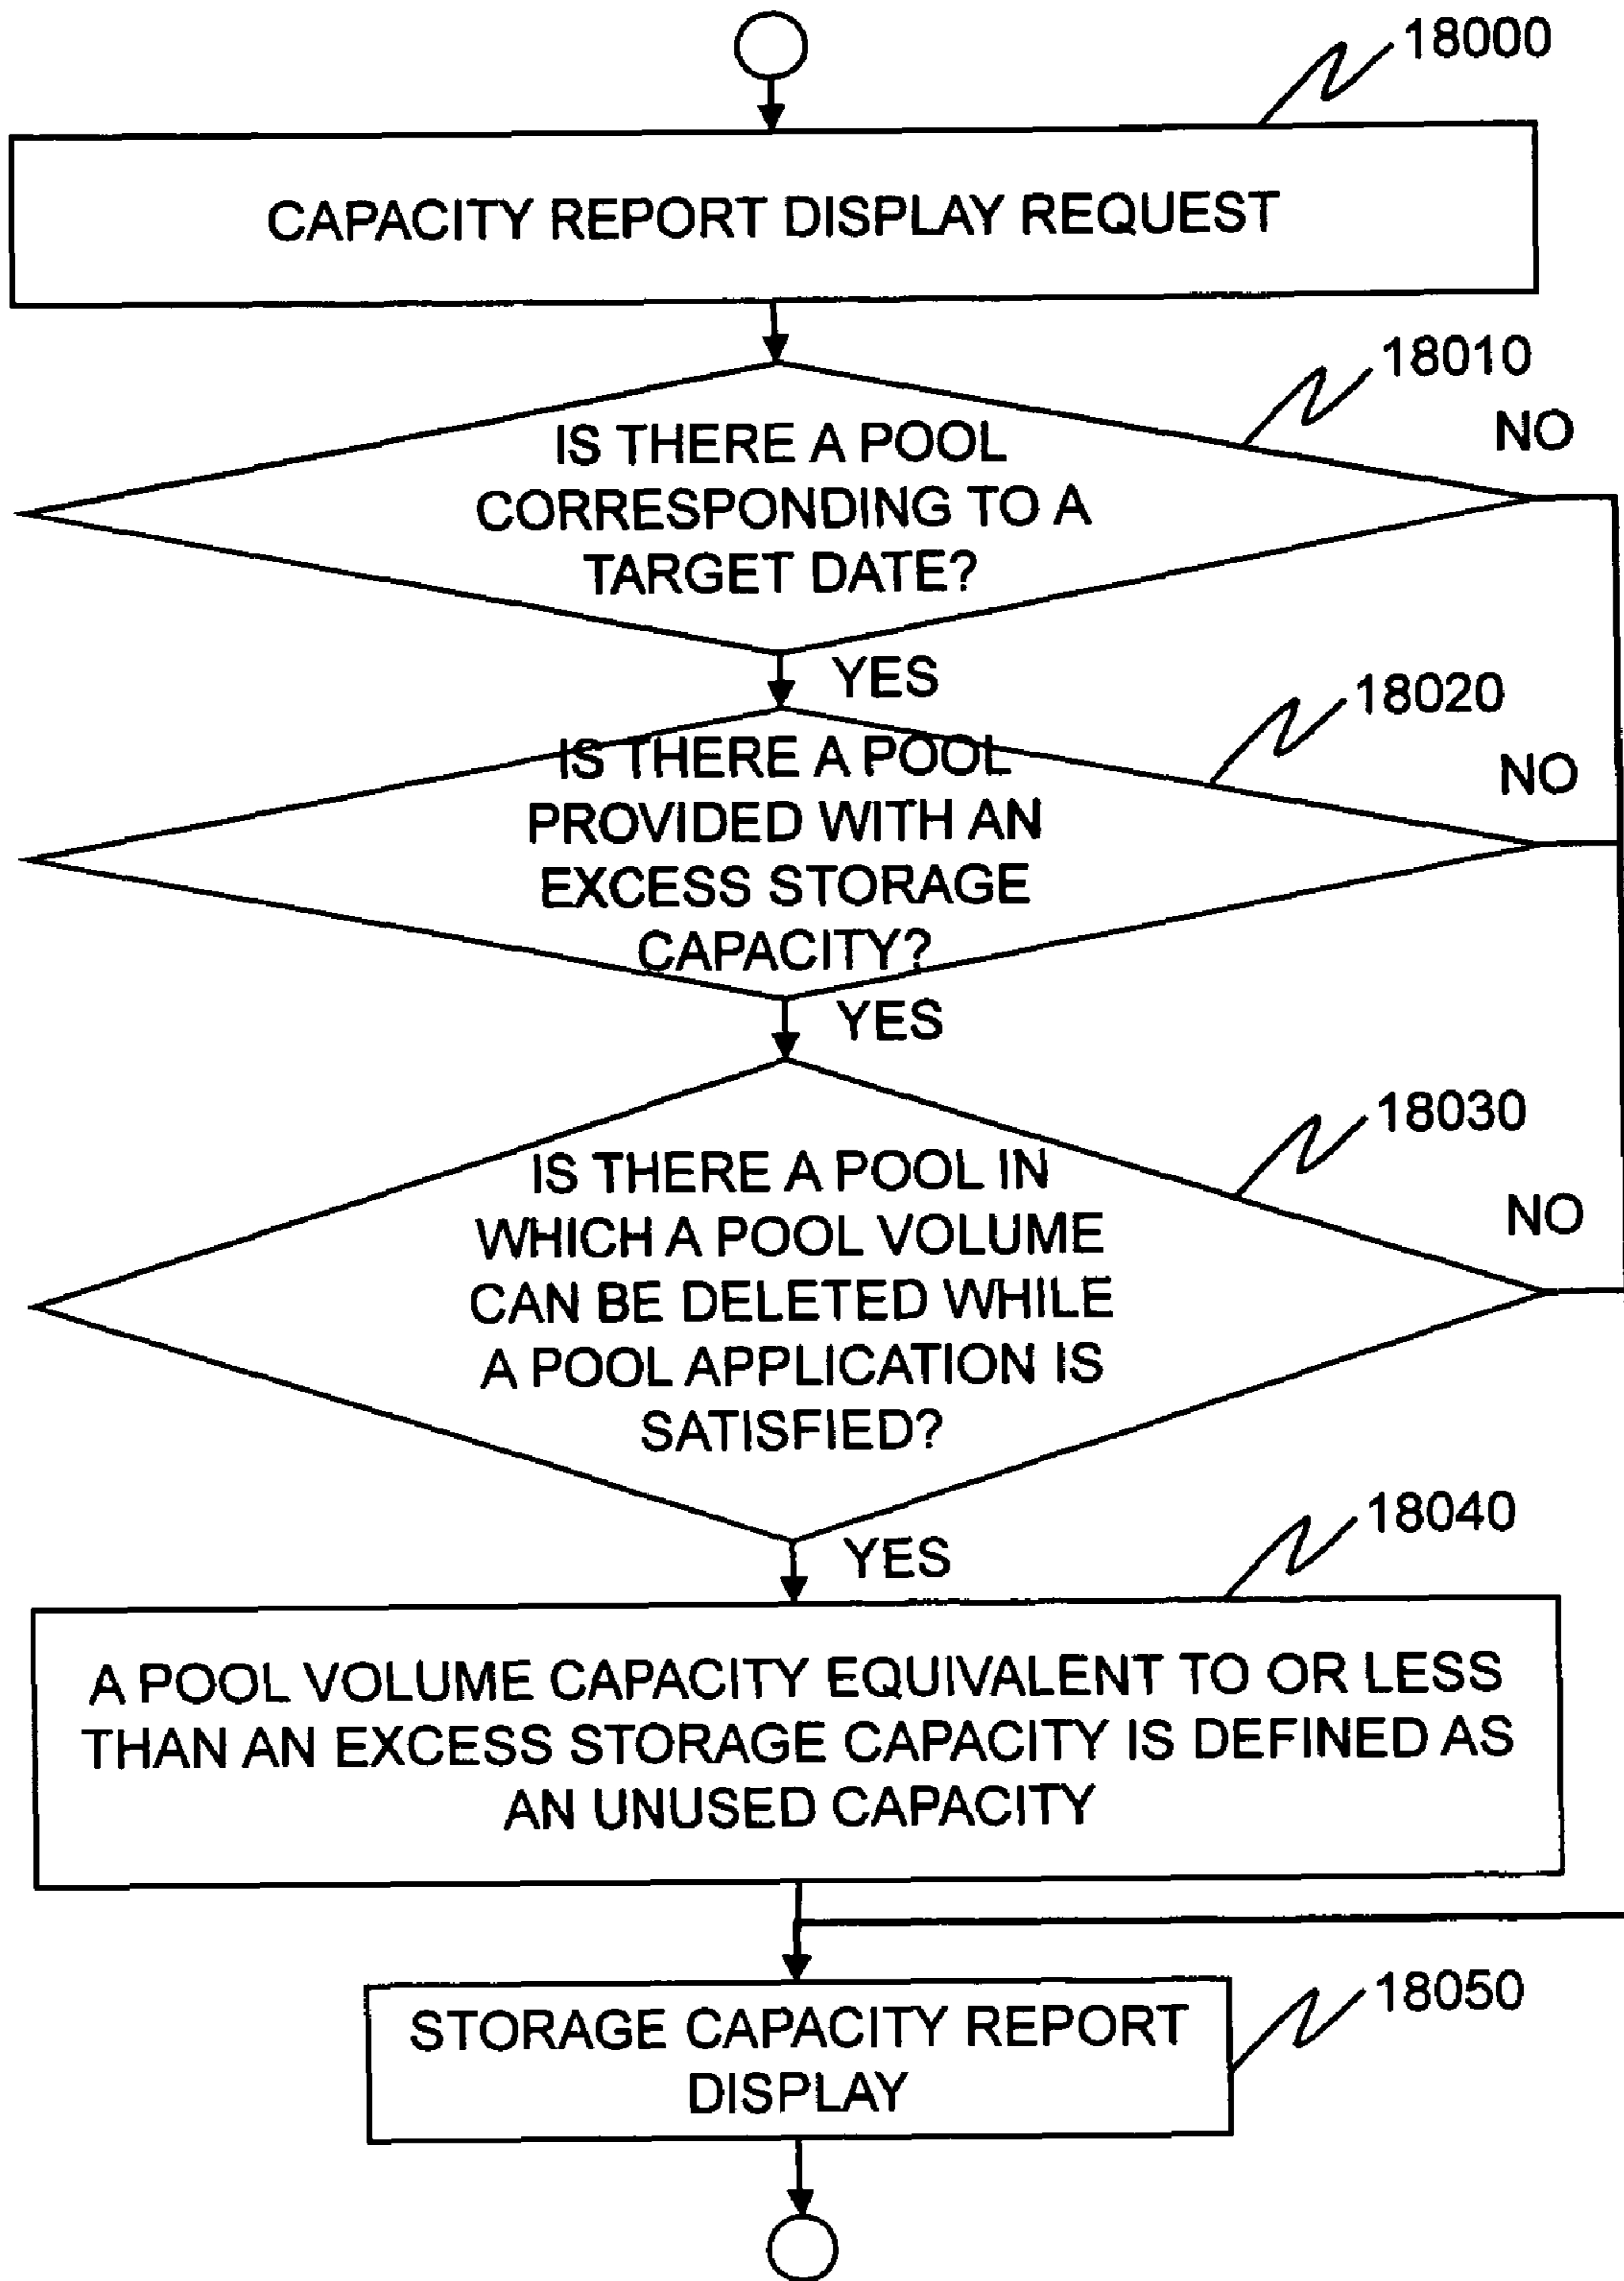 18000
CAPACITY REPORT DISPLAY REQUEST
18010
NO
IS THERE A POOL
CORRESPONDING TO A
TARGET DATE?
YES
18020
IS THERE A POOL
NO
PROVIDED WITH AN
EXCESS STORAGE
CAPACITY?
YES
18030
IS THERE A POOL IN
NO
WHICH A POOL VOLUME
CAN BE DELETED WHILE
A POOL APPLICATION IS
SATISFIED?
18040
YES
A POOL VOLUME CAPACITY EQUIVALENT TO OR LESS
THAN AN EXCESS STORAGE CAPACITY IS DEFINED AS
AN UNUSED CAPACITY
18050
STORAGE CAPACITY REPORT
DISPLAY